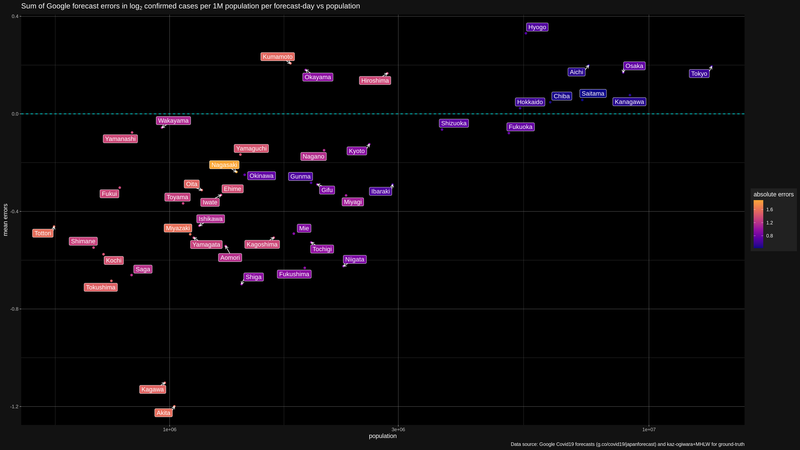 Sum of Google forecast errors in log₂ confirmed cases per 1M population per forecast-day vs population
0.4
Hyogo
Kumamoto
Osaka
Aichi
Tokyo
Okayama
Hiroshima
Chiba
Saitama
Hokkaido
Kanagawa
0.0
Wakayama
Shizuoka
Fukuoka
Yamanashi
Yamaguchi
Kyoto
Nagano
Nagasaki
Okinawa
Gunma
Oita
Ehime
Gifu
Ibaraki
Fukui
Toyama
Iwate
Miyagi
mean errors
-0.4
Ishikawa
Miyazaki
Mie
Tottori
Shimane
Yamagata
Kagoshima
Tochigi
Kochi
Aomori
Niigata
Saga
Shiga
Fukushima
Tokushima
-0.8
Kagawa
-1.2
Akita
1e+06
3e+06
1e+07
population
absolute errors
1.6
1.2
0.8
Data source: Google Covid19 forecasts (g.co/covid19/japanforecast) and kaz-ogiwara+MHLW for ground-truth